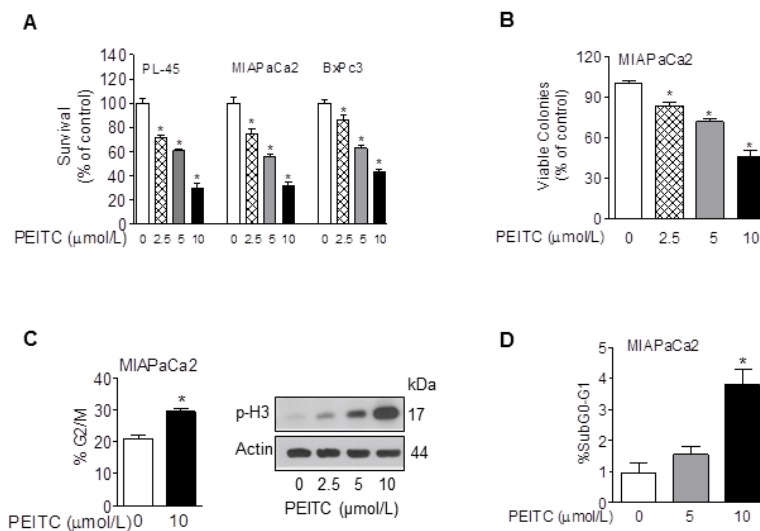 A
140
120
100
80
60
40
20
0
Survival
(% of control)
PL-45
MIAPaCa2
BxPc3
* * * * * * * * *
PEITC (μmol/L) 0 2.5 5 10 0 2.5 5 10 0 2.5 5 10
B
120
90
60
30
0
Viable Colonies
(% of control)
MIAPaCa2
* * *
PEITC (μmol/L) 0 2.5 5 10
C
MIAPaCa2
40
30
20
10
0
% G2/M
*
PEITC (μmol/L) 0 10
kDa
p-H3 17
Actin 44
0 2.5 5 10
PEITC (μmol/L)
D
5
4
3
2
1
0
%SubG0-G1
MIAPaCa2
*
PEITC (μmol/L) 0 5 10